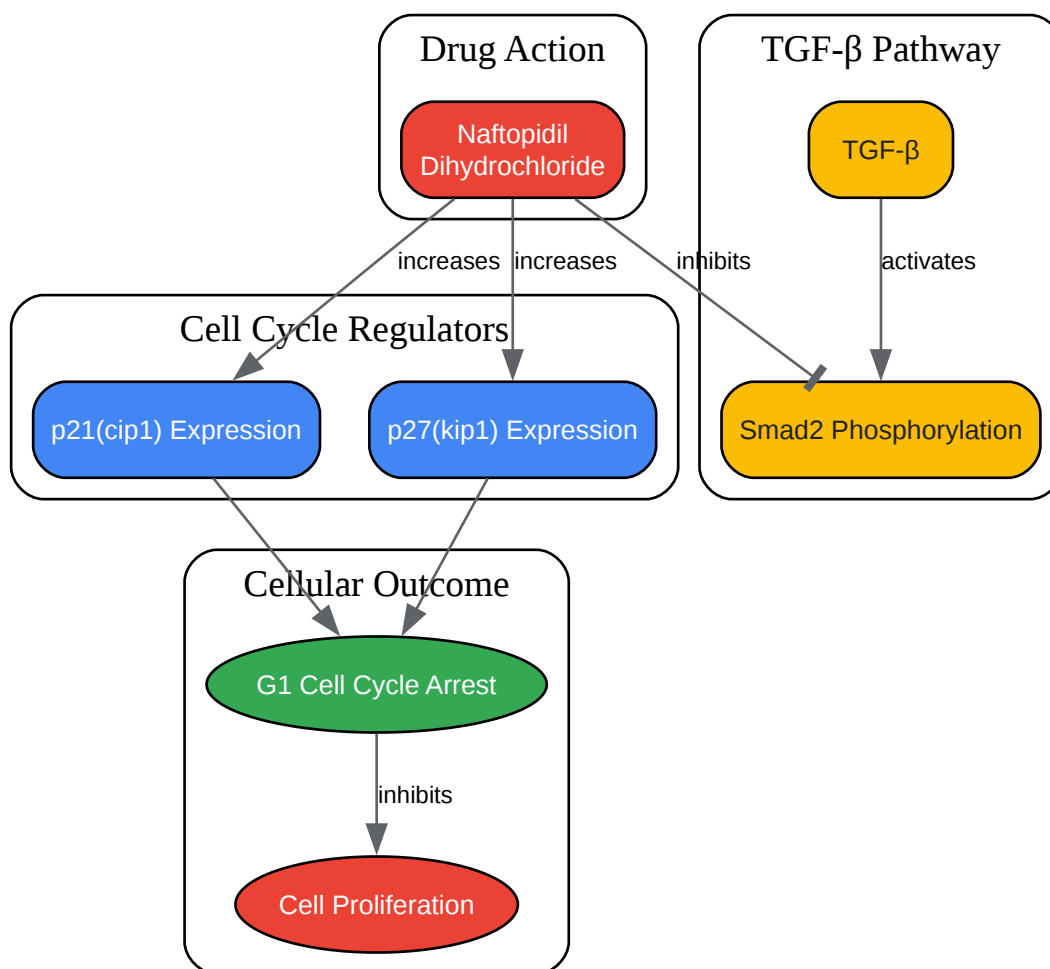 Drug Action
TGF-β Pathway
Naftopidil
Dihydrochloride
TGF-β
increases
increases
inhibits
activates
Cell Cycle Regulators
p21(cip1) Expression
p27(kip1) Expression
Smad2 Phosphorylation
Cellular Outcome
G1 Cell Cycle Arrest
inhibits
Cell Proliferation